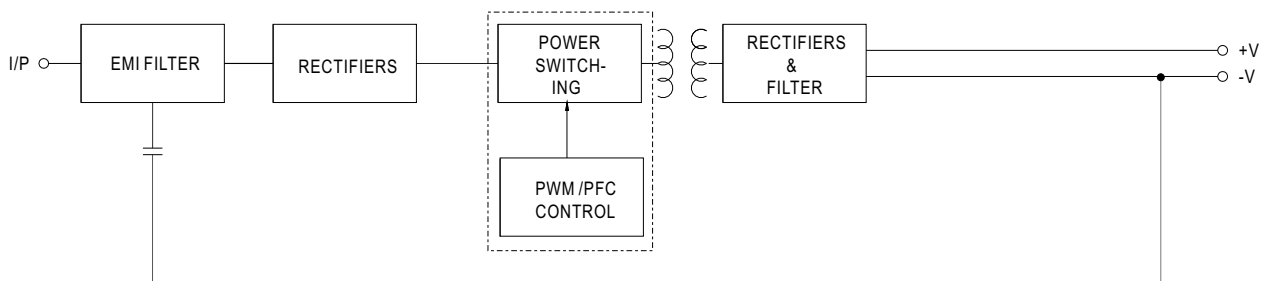 I/P
EMI FILTER
RECTIFIERS
POWER
SWITCH-
ING
PWM /PFC
CONTROL
RECTIFIERS
&
FILTER
+V
-V